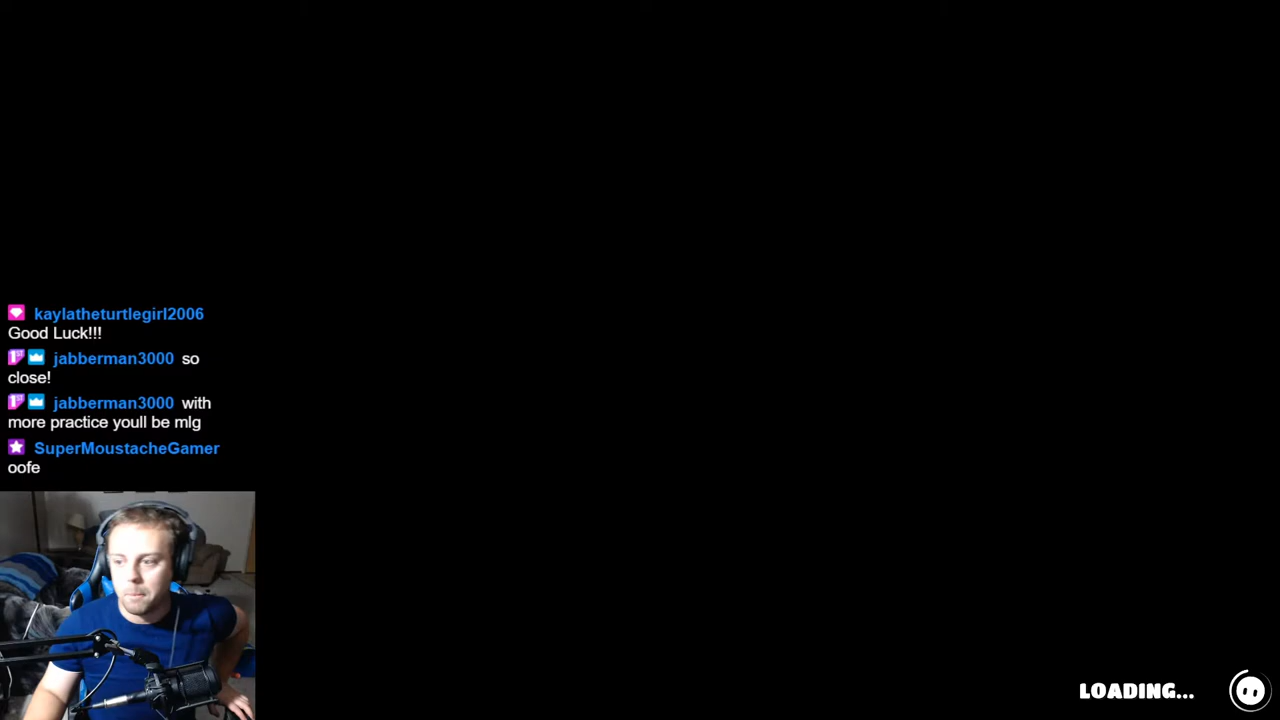 kaylatheturtlegirl2006
Good Luck!!!
jabberman3000 so
close!
jabberman3000 with
more practice youll be mlg
SuperMoustacheGamer
oofe
LOADING...